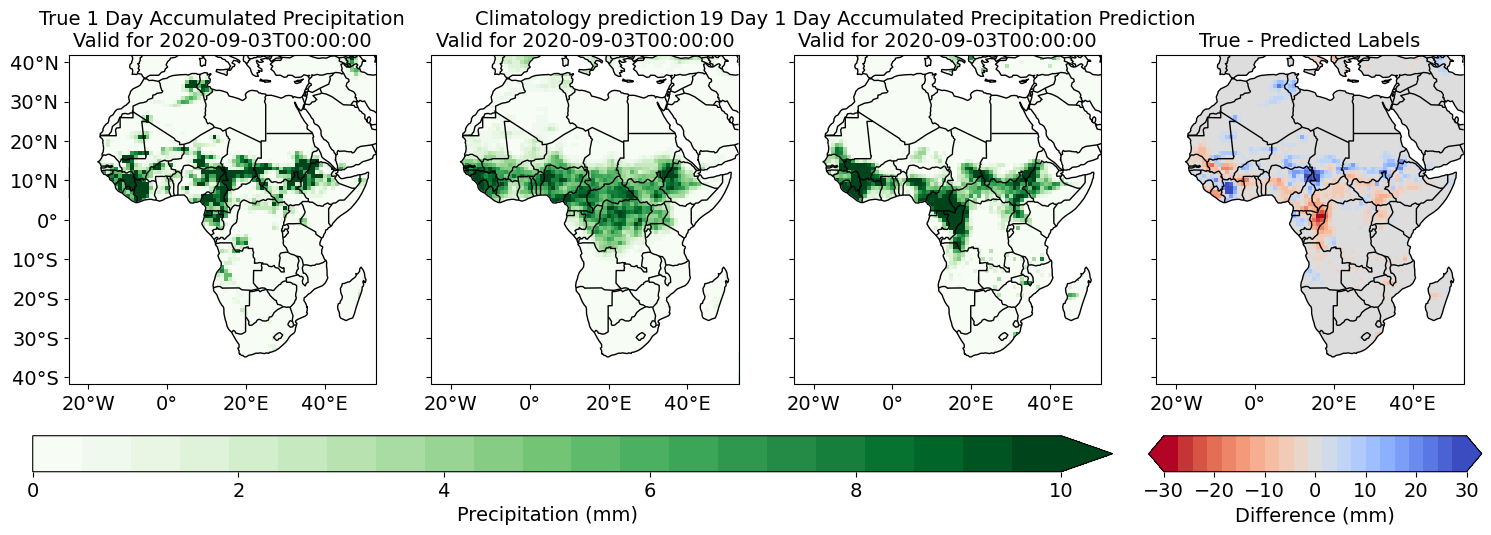 True 1 Day Accumulated Precipitation
Valid for 2020-09-03T00:00:00
Climatology prediction
Valid for 2020-09-03T00:00:00
19 Day 1 Day Accumulated Precipitation Prediction
Valid for 2020-09-03T00:00:00
True - Predicted Labels
40°N
30°N
20°N
10°N
0°
10°S
20°S
30°S
40°S
20°W 0° 20°E 40°E
20°W 0° 20°E 40°E
20°W 0° 20°E 40°E
20°W 0° 20°E 40°E
0 2 4 6 8 10
Precipitation (mm)
−30 −20 −10 0 10 20 30
Difference (mm)